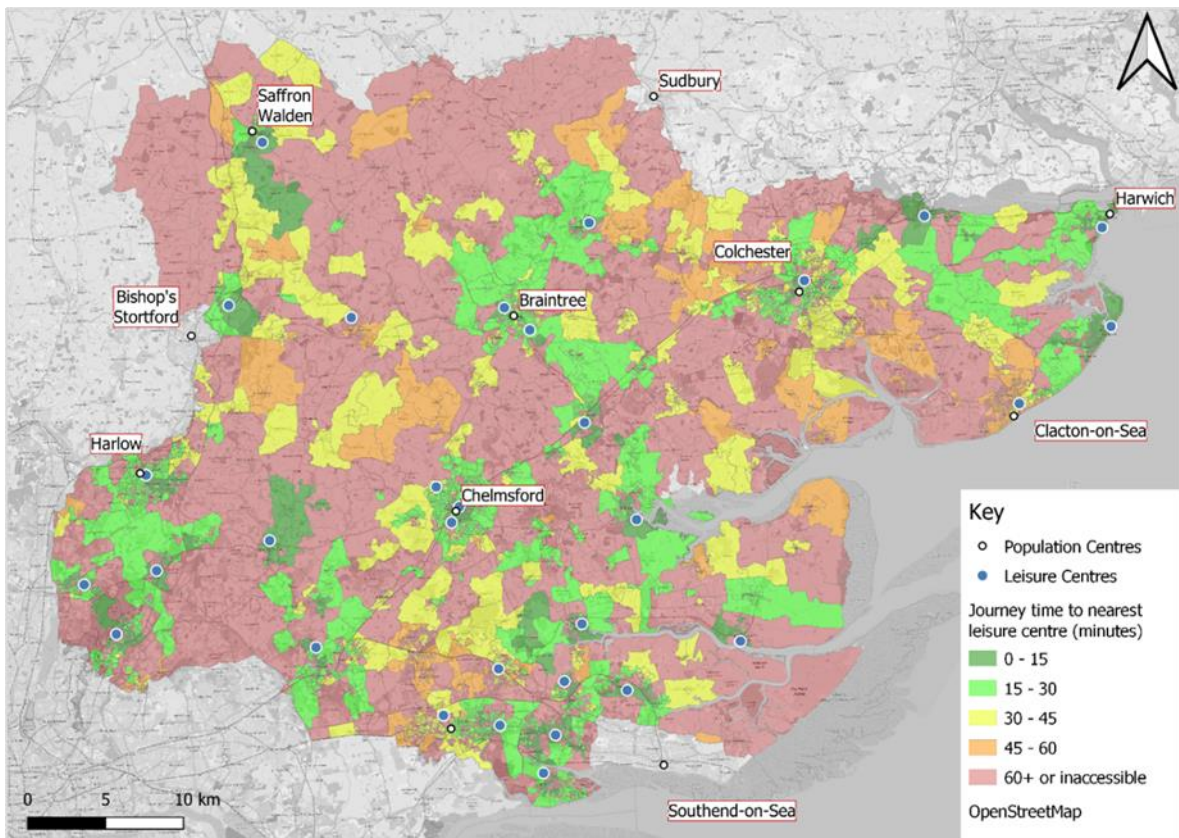 Sudbury
Saffron
Walden
Harwich
Colchester
Bishop's
Stortford
Braintree
Clacton-on-Sea
Harlow
Chelmsford
Key
Population Centres
Leisure Centres
Journey time to nearest
leisure centre (minutes)
0 - 15
15 - 30
30 - 45
45 - 60
60+ or inaccessible
OpenStreetMap
0 5 10 km
Southend-on-Sea